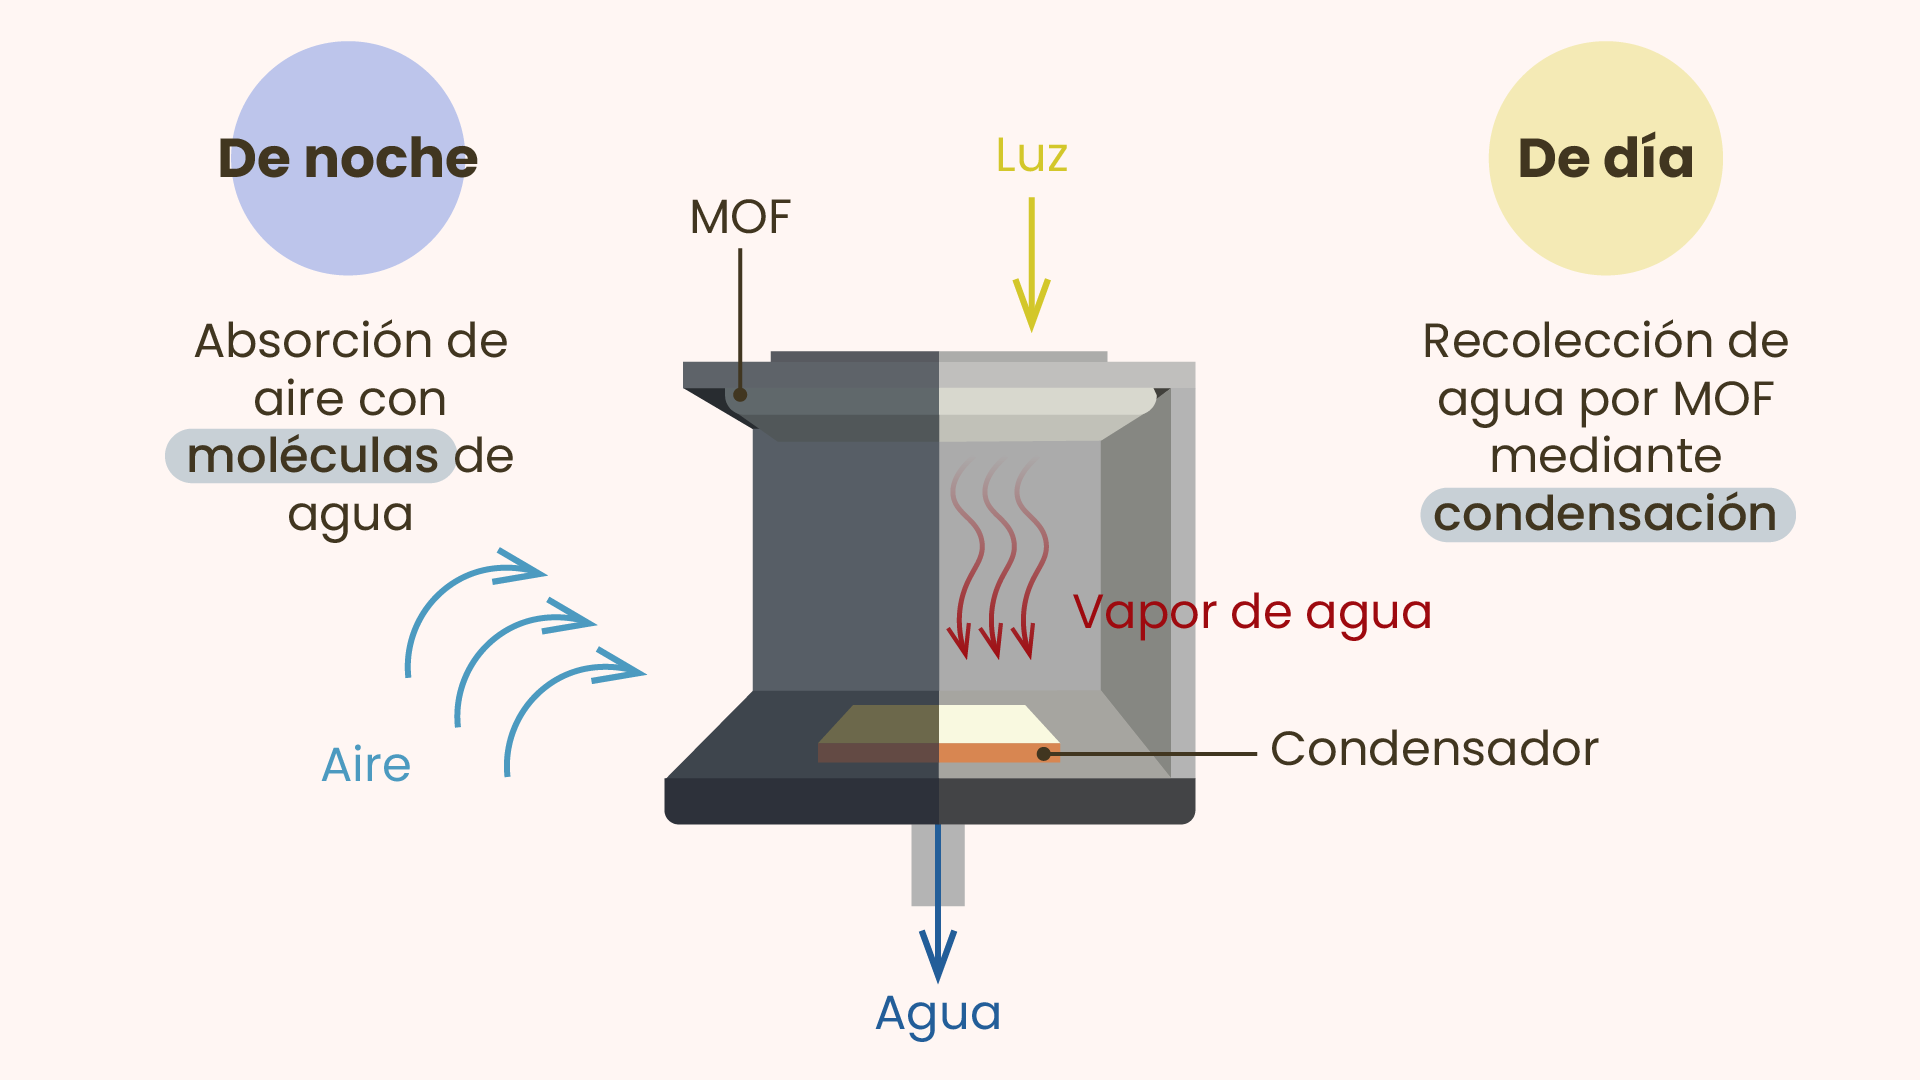 De noche
Absorción de
aire con
moléculas de
agua
Aire
MOF
Luz
Vapor de agua
Condensador
Agua
De día
Recolección de
agua por MOF
mediante
condensación